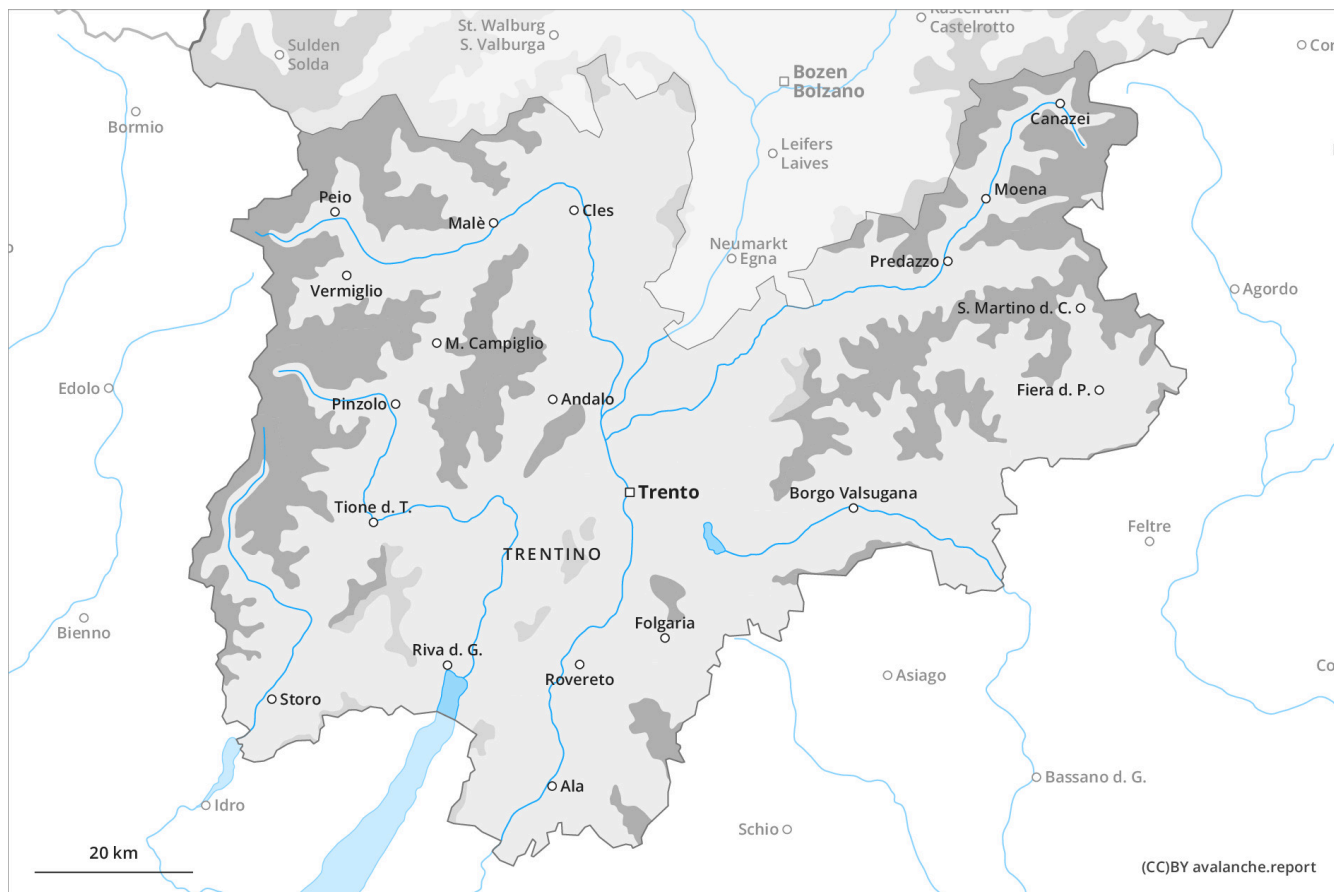 Kastelruth
Castelrotto
St. Walburg
S. Valburga
Sulden
Solda
Bozen
Bolzano
Bormio
Canazei
Leifers
Laives
Peio
Moena
Malè
Cles
Neumarkt
Egna
Predazzo
Vermiglio
Agordo
S. Martino d. C.
M. Campiglio
Edolo
Pinzolo
Andalo
Fiera d. P.
Trento
Borgo Valsugana
Tione d. T.
Feltre
TRENTINO
Bienno
Folgaria
Riva d. G.
Rovereto
Asiago
Storo
Ala
Bassano d. G.
Idro
Schio
20 km
(CC)BY avalanche.report